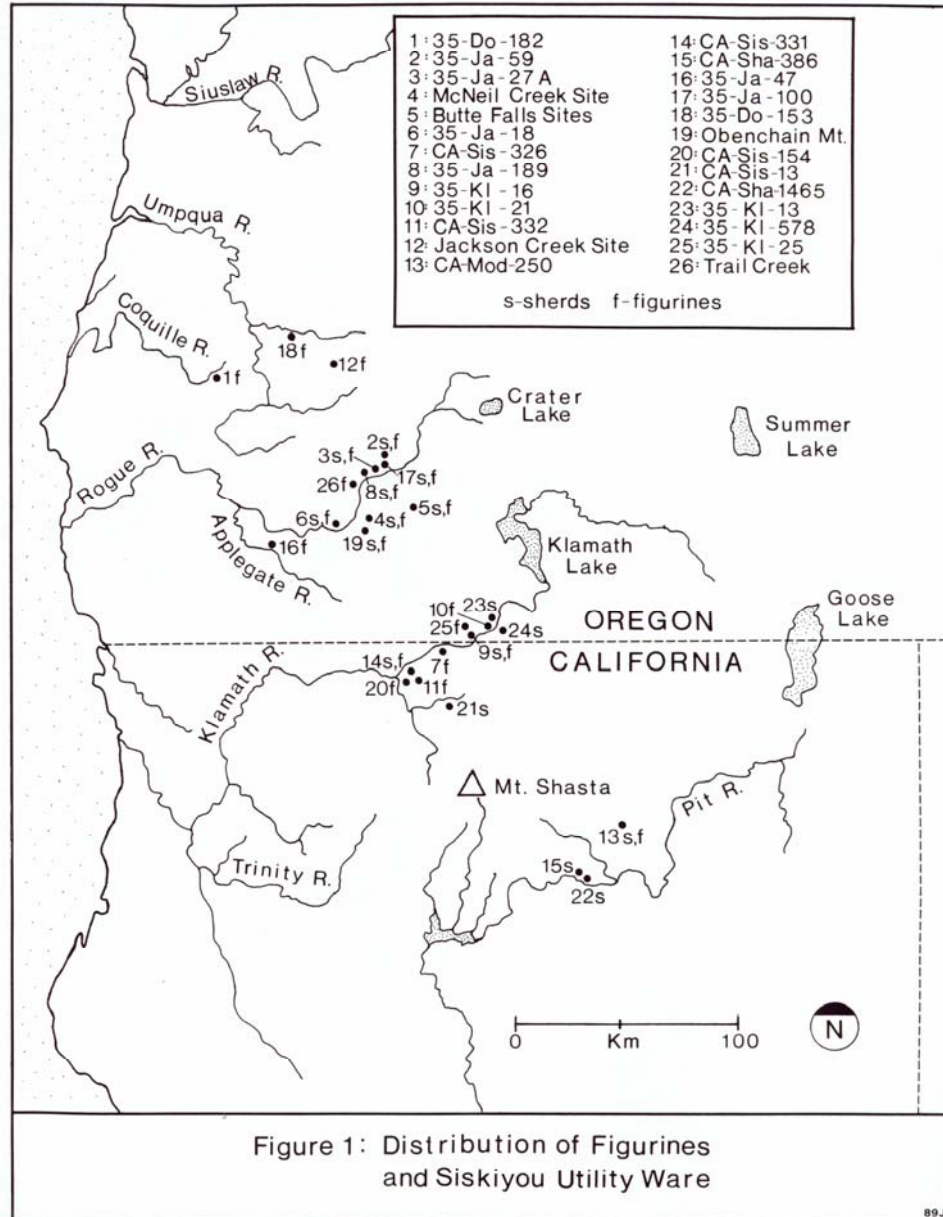 1: 35-Do-182
2: 35-Ja-59
3: 35-Ja-27A
4: McNeil Creek Site
5: Butte Falls Sites
6: 35-Ja-18
7: CA-Sis-326
8: 35-Ja-189
9: 35-Kl-16
10: 35-Kl-21
11: CA-Sis-332
12: Jackson Creek Site
13: CA-Mod-250
14: CA-Sis-331
15: CA-Sha-386
16: 35-Ja-47
17: 35-Ja-100
18: 35-Do-153
19: Obenchain Mt.
20: CA-Sis-154
21: CA-Sis-13
22: CA-Sha-1465
23: 35-Kl-13
24: 35-Kl-578
25: 35-Kl-25
26: Trail Creek
s-sherds f-figurines
Siuslaw R.
Umpqua R.
Coquille R.
18f
12f
1f
Crater
Lake
Summer
Lake
Rogue R.
2s,f
3s,f
17s,f
26f
8s,f
5s,f
6s,f
4s,f
19s,f
16f
Applegate R.
Klamath
Lake
Goose
Lake
23s
10f
25f
24s
9s,f
OREGON
CALIFORNIA
Klamath R.
14s,f
7f
20f
11f
21s
Mt. Shasta
Pit R.
13s,f
15s
22s
Trinity R.
0 Km 100
N
Figure 1: Distribution of Figurines
and Siskiyou Utility Ware